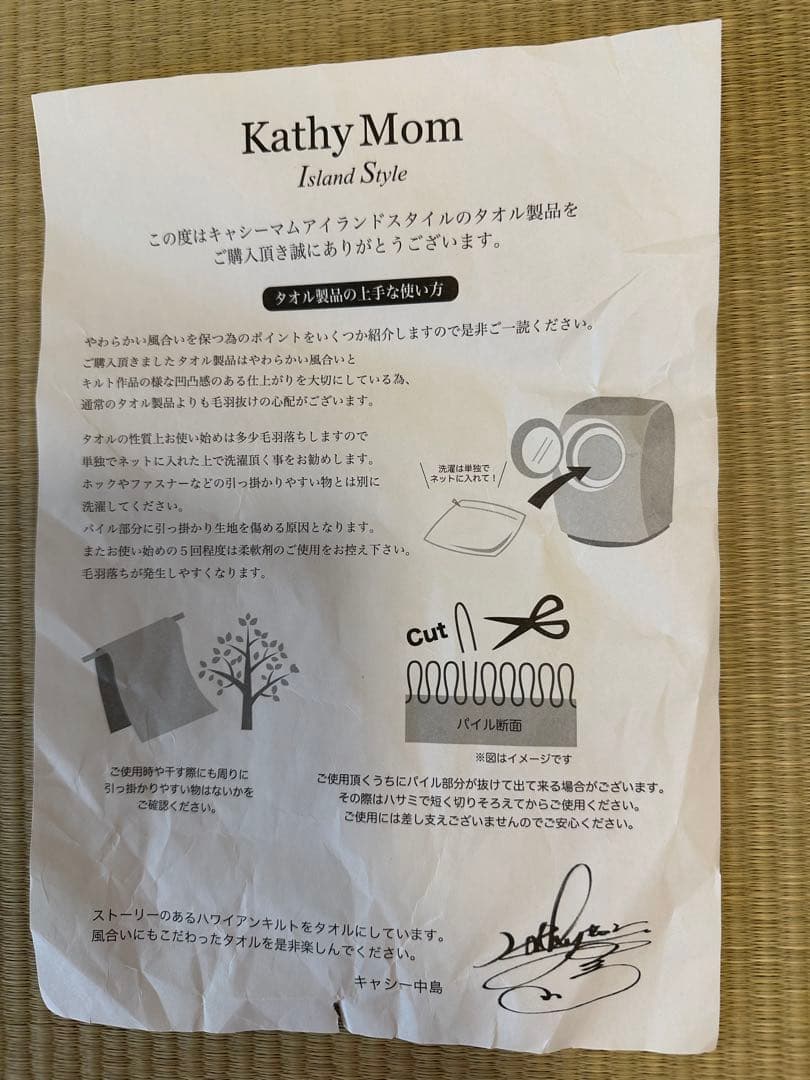 Kathy Mom
Island Style
この度はキャシーマムアイランドスタイルのタオル製品を
ご購入頂き誠にありがとうございます。
タオル製品の上手な使い方
やわらかい風合いを保つ為のポイントをいくつか紹介しますので是非ご一読ください。
ご購入頂きましたタオル製品はやわらかい風合いと
キルト作品の様な凹凸感のある仕上がりを大切にしている為、
通常のタオル製品よりも毛羽抜けの心配がございます。
タオルの性質上お使い始めは多少毛羽落ちしますので
単独でネットに入れた上で洗濯頂く事をお勧めします。
ホックやファスナーなどの引っ掛かりやすい物とは別に
洗濯してください。
パイル部分に引っ掛かり生地を傷める原因となります。
またお使い始めの５回程度は柔軟剤のご使用をお控え下さい。
毛羽落ちが発生しやすくなります。
洗濯は単独で
ネットに入れて！
Cut
パイル断面
※図はイメージです
ご使用時や干す際にも周りに
引っ掛かりやすい物はないかを
ご確認ください。
ご使用頂くうちにパイル部分が抜けて出て来る場合がございます。
その際はハサミで短く切りそろえてからご使用ください。
ご使用には差し支えございませんのでご安心ください。
ストーリーのあるハワイアンキルトをタオルにしています。
風合いにもこだわったタオルを是非楽しんでください。
キャシー中島